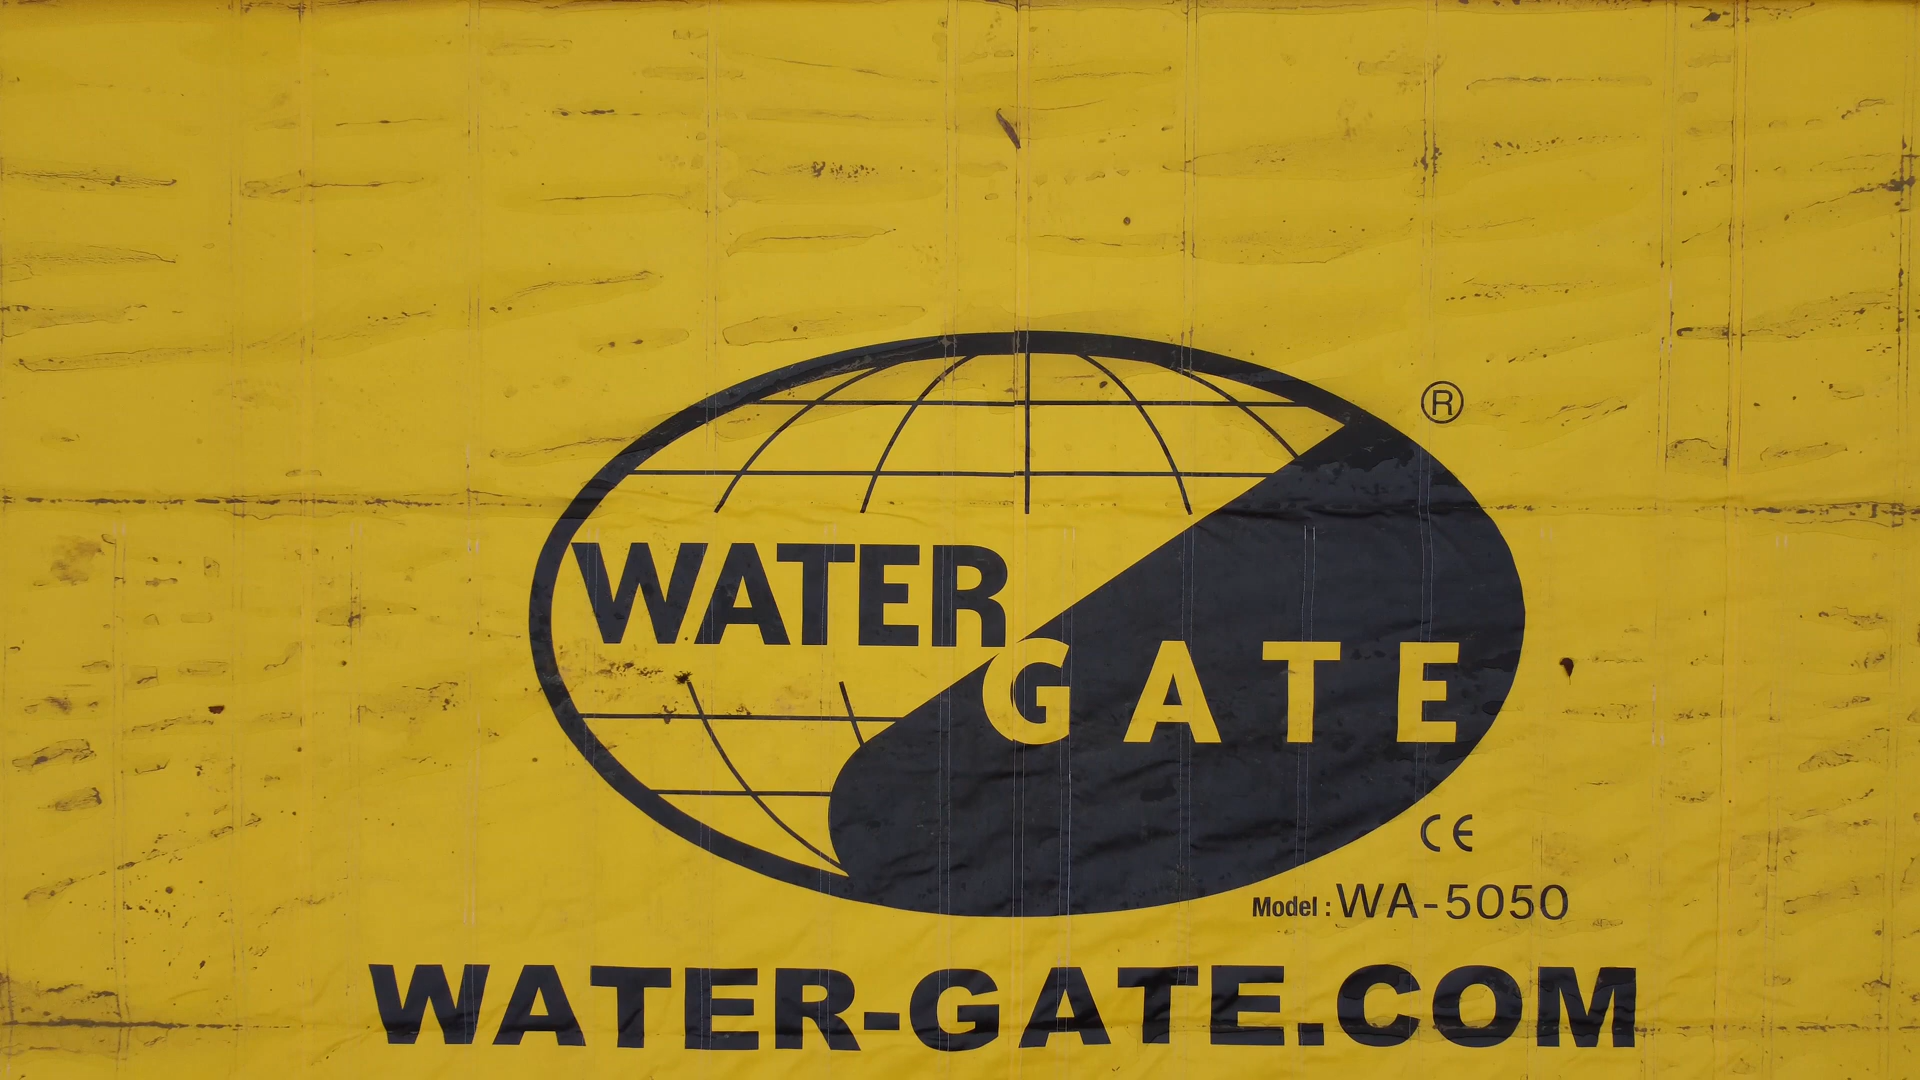 ®
WATER
GATE
CE
Model : WA-5050
WATER-GATE.COM